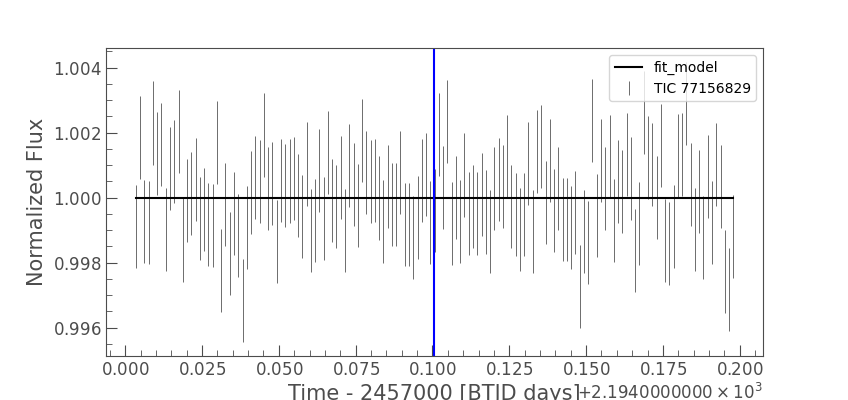 fit_model
TIC 77156829
Normalized Flux
1.004
1.002
1.000
0.998
0.996
0.000 0.025 0.050 0.075 0.100 0.125 0.150 0.175 0.200
Time - 2457000 [BTJD days]
+2.1940000000 × 10³